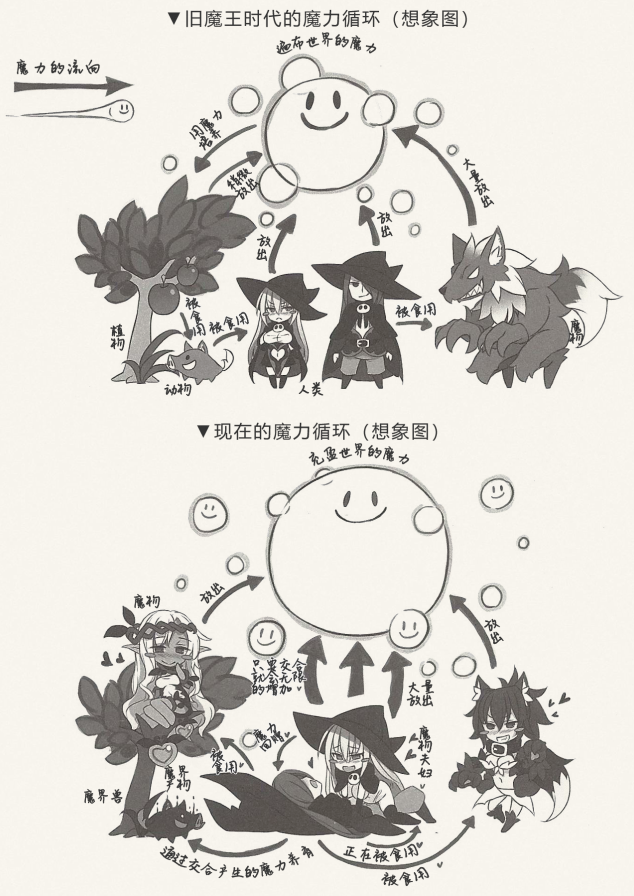 ▼旧魔王时代的魔力循环（想象图）
遍布世界的魔力
魔力的流向
用魔力
培养
稍微
放出
大量
放出
放出
放出
被食用
被食用
被食用
植物
动物
人类
魔物
▼现在的魔力循环（想象图）
充盈世界的魔力
魔物
放出
放出
只要交合
就会无限
的增加
大量
放出
魔力
回馈
魔物夫妇
被食用
魔界
产物
魔界兽
通过交合产生的魔力养育
正在被食用
被食用